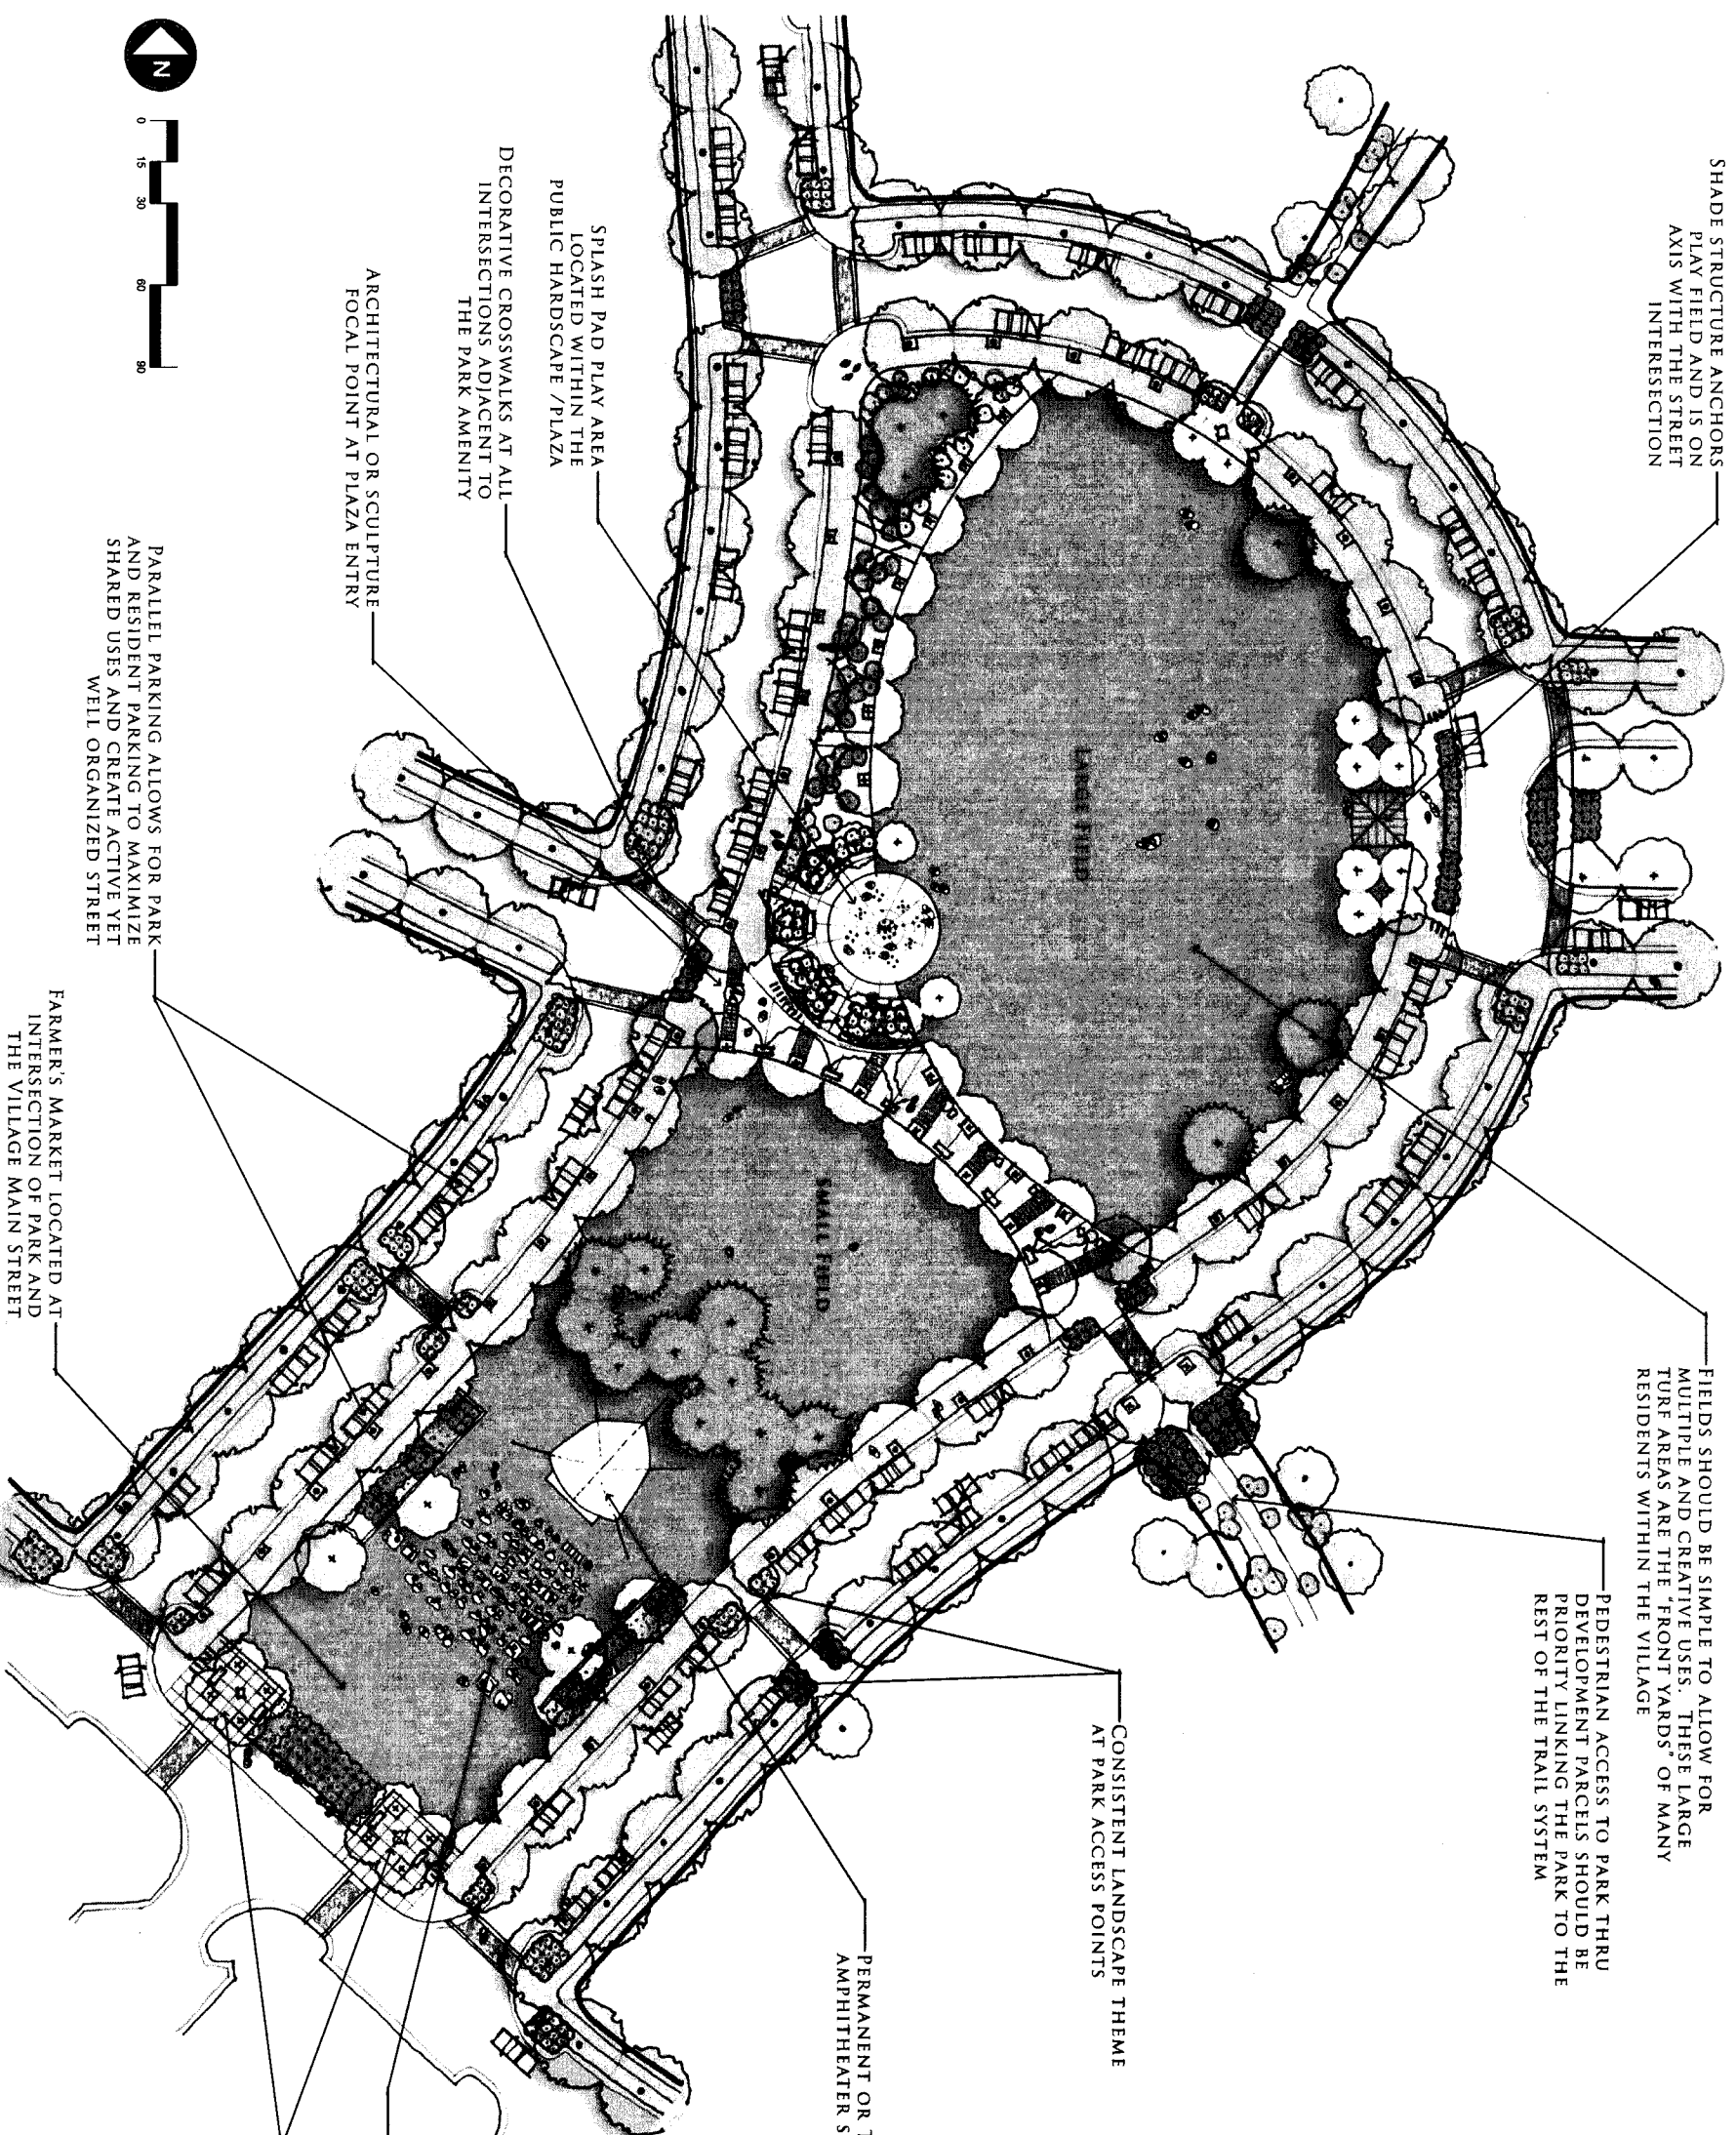 SHADE STRUCTURE ANCHORS
PLAY FIELD AND IS ON
AXIS WITH THE STREET
INTERESECTION
FIELDS SHOULD BE SIMPLE TO ALLOW FOR
MULTIPLE AND CREATIVE USES. THESE LARGE
TURF AREAS ARE THE "FRONT YARDS" OF MANY
RESIDENTS WITHIN THE VILLAGE
PEDESTRIAN ACCESS TO PARK THRU
DEVELOPMENT PARCELS SHOULD BE
PRIORITY LINKING THE PARK TO THE
REST OF THE TRAIL SYSTEM
CONSISTENT LANDSCAPE THEME
AT PARK ACCESS POINTS
PERMANENT OR
AMPHITHEATER
LARGE FIELD
SMALL FIELD
SPLASH PAD PLAY AREA
LOCATED WITHIN THE
PUBLIC HARDSCAPE /PLAZA
DECORATIVE CROSSWALKS AT ALL
INTERSECTIONS ADJACENT TO
THE PARK AMENITY
ARCHITECTURAL OR SCULPTURE
FOCAL POINT AT PLAZA ENTRY
PARALLEL PARKING ALLOWS FOR PARK
AND RESIDENT PARKING TO MAXIMIZE
SHARED USES AND CREATE ACTIVE YET
WELL ORGANIZED STREET
FARMER'S MARKET LOCATED AT
INTERSECTION OF PARK AND
THE VILLAGE MAIN STREET
N
0 15 30 60 90